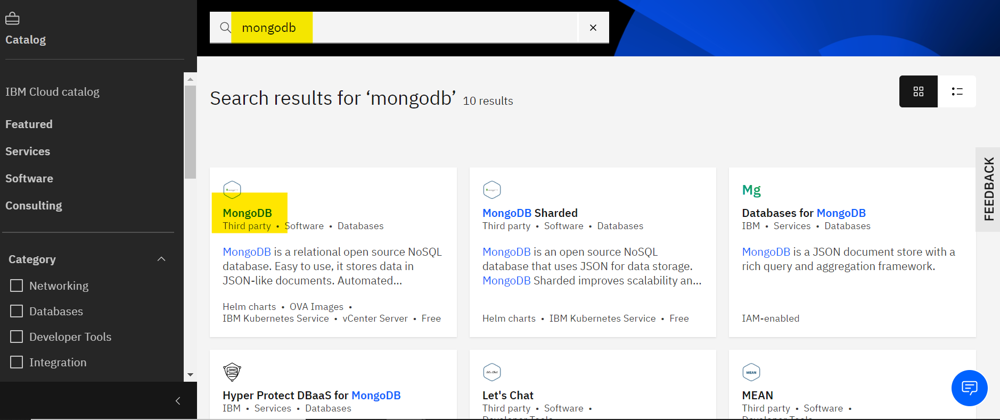 Catalog
IBM Cloud catalog
Featured
Services
Software
Consulting
Category
Networking
Databases
Developer Tools
Integration
mongodb
Search results for ‘mongodb’ 10 results
MongoDB
Third party • Software • Databases
MongoDB is a relational open source NoSQL
database. Easy to use, it stores data in
JSON-like documents. Automated...
Helm charts • OVA Images •
IBM Kubernetes Service • vCenter Server • Free
MongoDB Sharded
Third party • Software • Databases
MongoDB is an open source NoSQL
database that uses JSON for data storage.
MongoDB Sharded improves scalability an...
Helm charts • IBM Kubernetes Service • Free
Mg
Databases for MongoDB
IBM • Services • Databases
MongoDB is a JSON document store with a
rich query and aggregation framework.
IAM-enabled
Hyper Protect DBaaS for MongoDB
IBM • Services • Databases
Let's Chat
Let's Chat
Third party • Software •
Developer Tools
MEAN
MEAN
Third party • Software •
Developer Tools
FEEDBACK